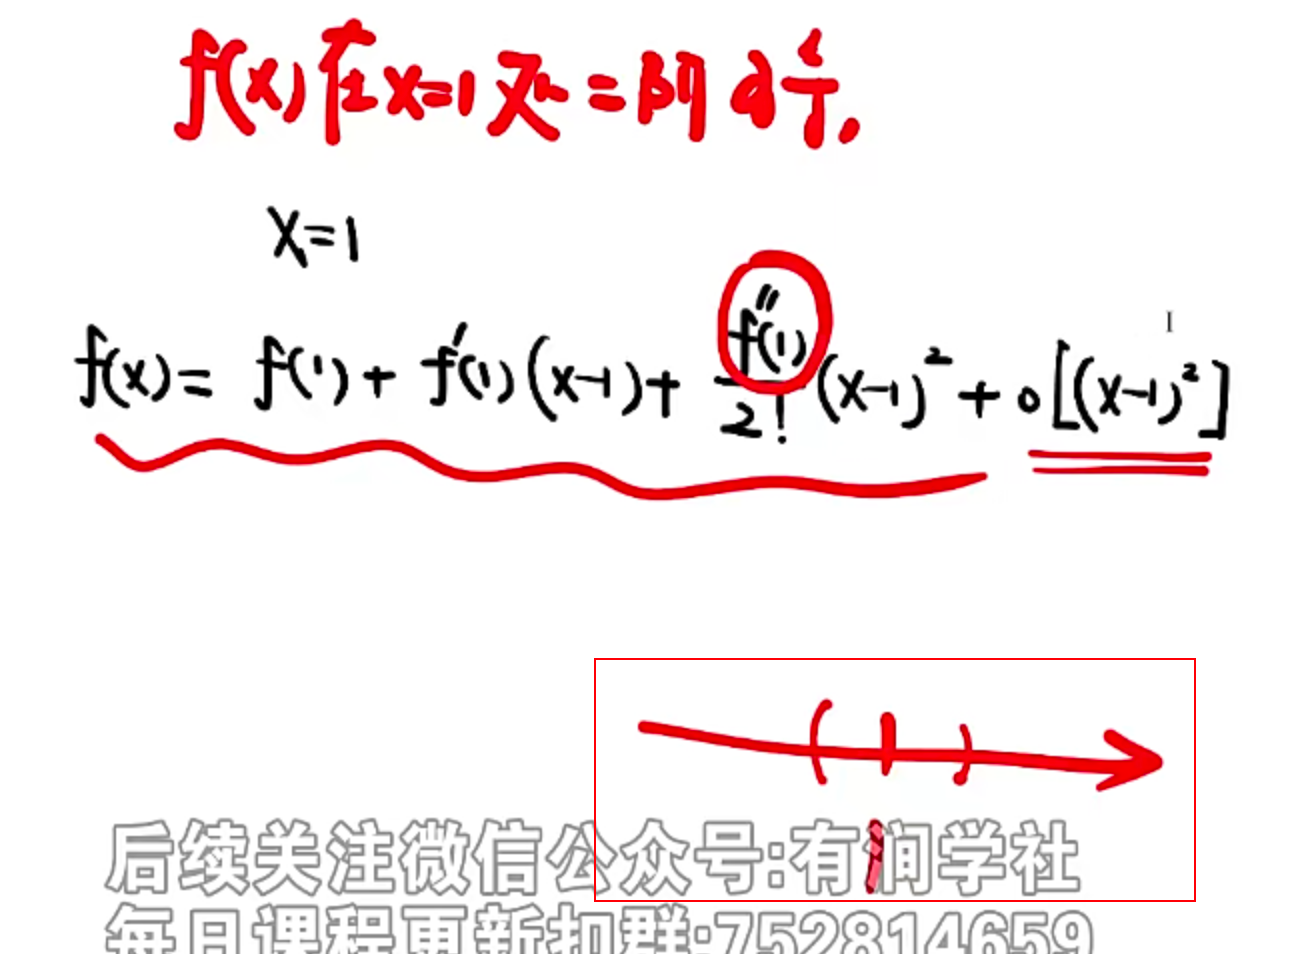 f(x)在x=1处二阶可导.
x=1
f(x)= f(1)+ f'(1)(x-1)+ f''(1)/2! (x-1)²+o[(x-1)²]
( | )
1
后续关注微信公众号:有间学社
每日课程更新扣群:752814659